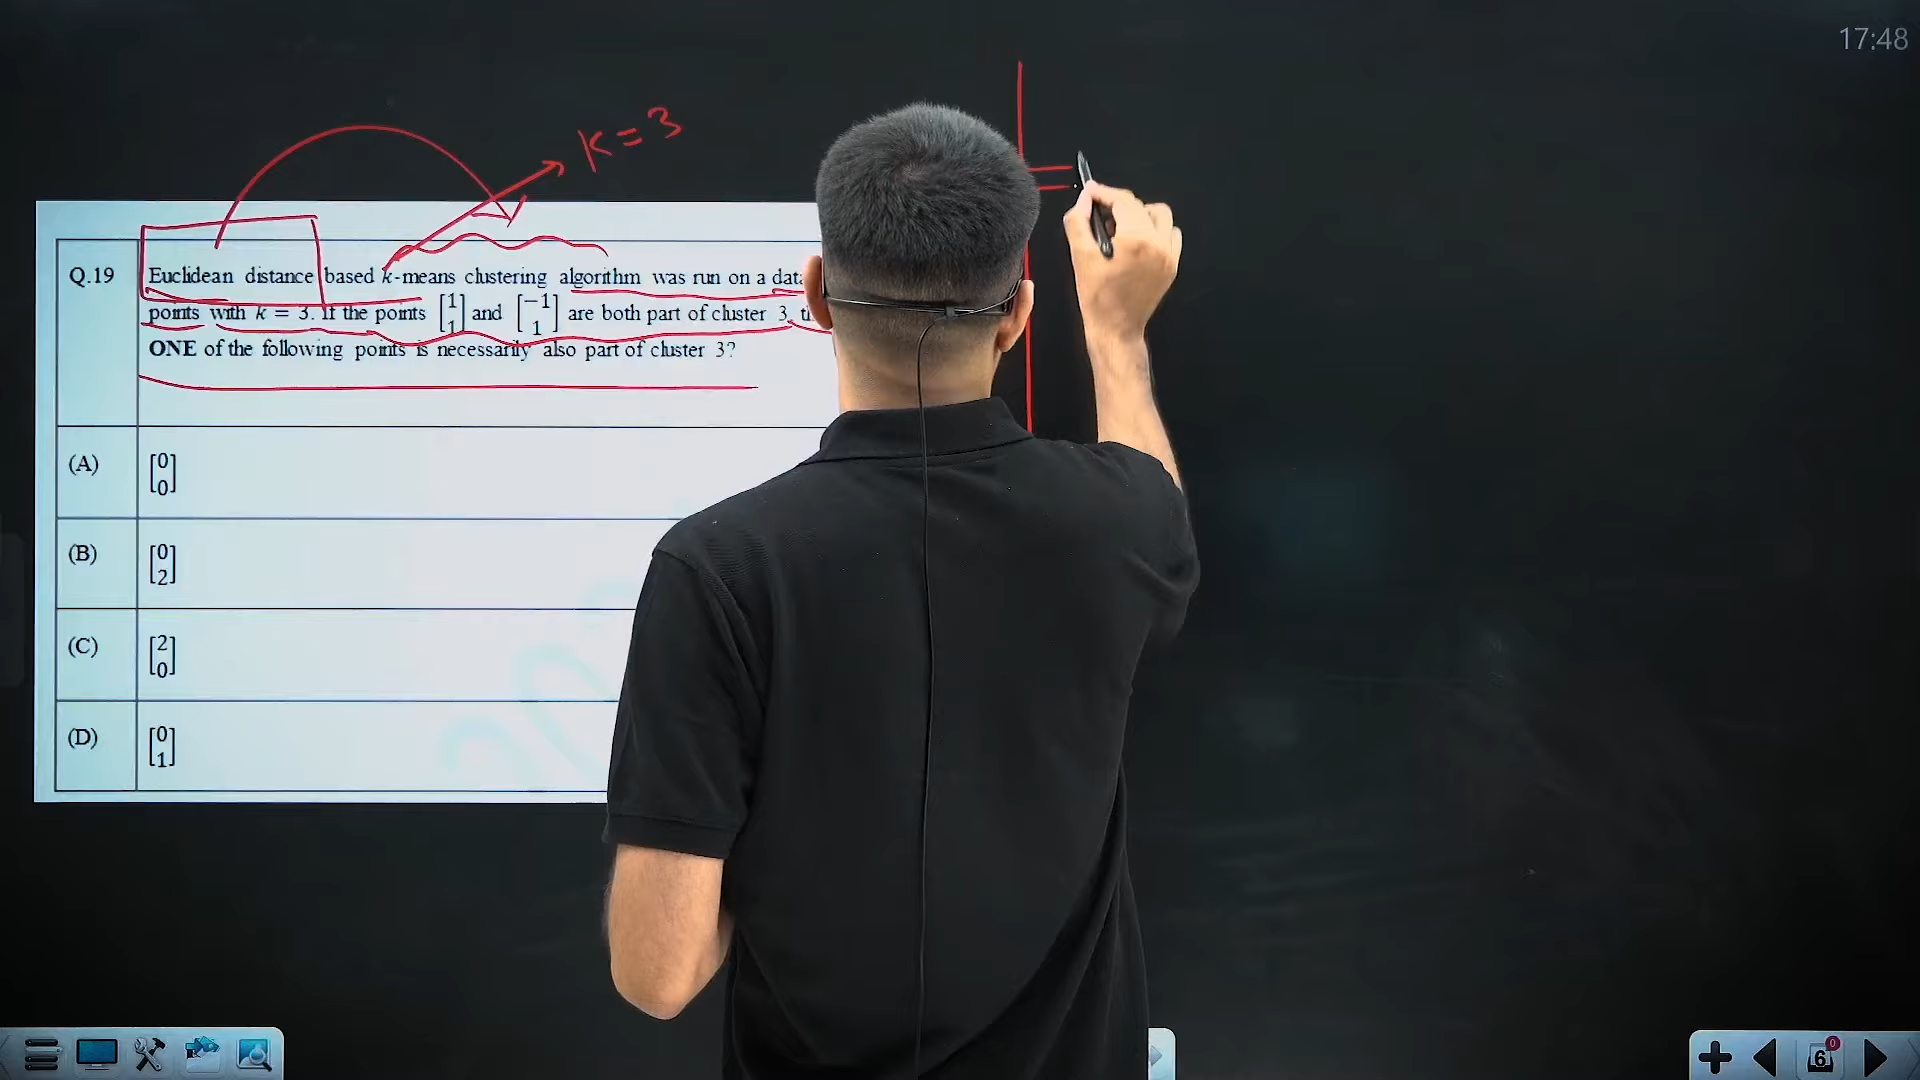 17:48
K=3
Q.19
Euclidean distance based k-means clustering algorithm was run on a
points with k = 3. If the points [1 1] and [−1 1] are both part of cluster 3,
ONE of the following points is necessarily also part of cluster 3?
(A) [0 0]
(B) [0 2]
(C) [2 0]
(D) [0 1]
6
0